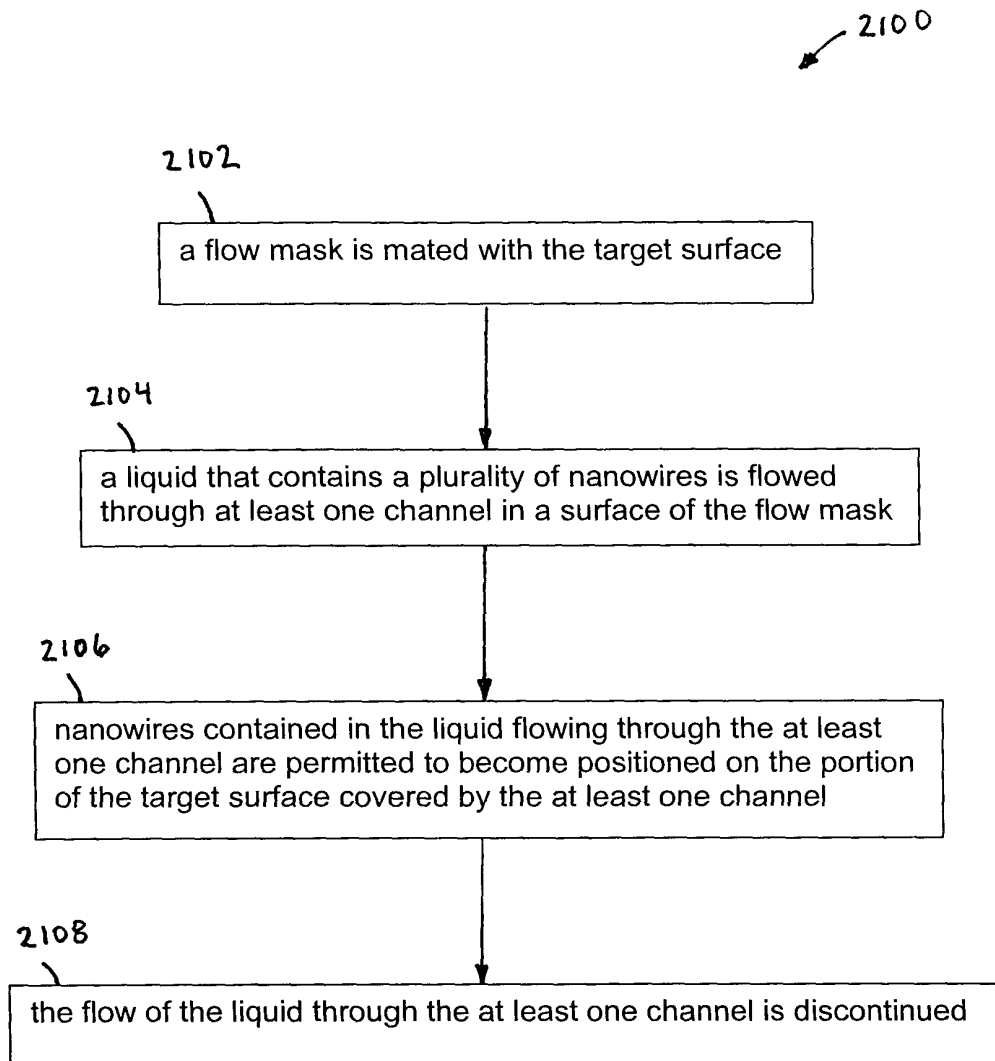 2100
2102
a flow mask is mated with the target surface
2104
a liquid that contains a plurality of nanowires is flowed
through at least one channel in a surface of the flow mask
2106
nanowires contained in the liquid flowing through the at least
one channel are permitted to become positioned on the portion
of the target surface covered by the at least one channel
2108
the flow of the liquid through the at least one channel is discontinued